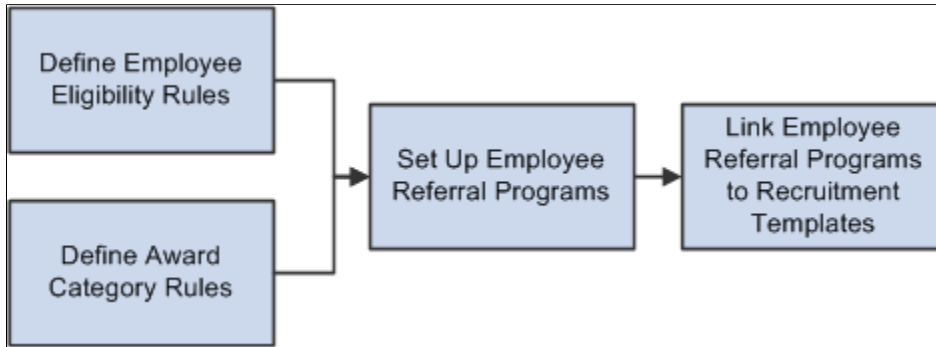 Define Employee
Eligibility Rules
Define Award
Category Rules
Set Up Employee
Referral Programs
Link Employee
Referral Programs
to Recruitment
Templates